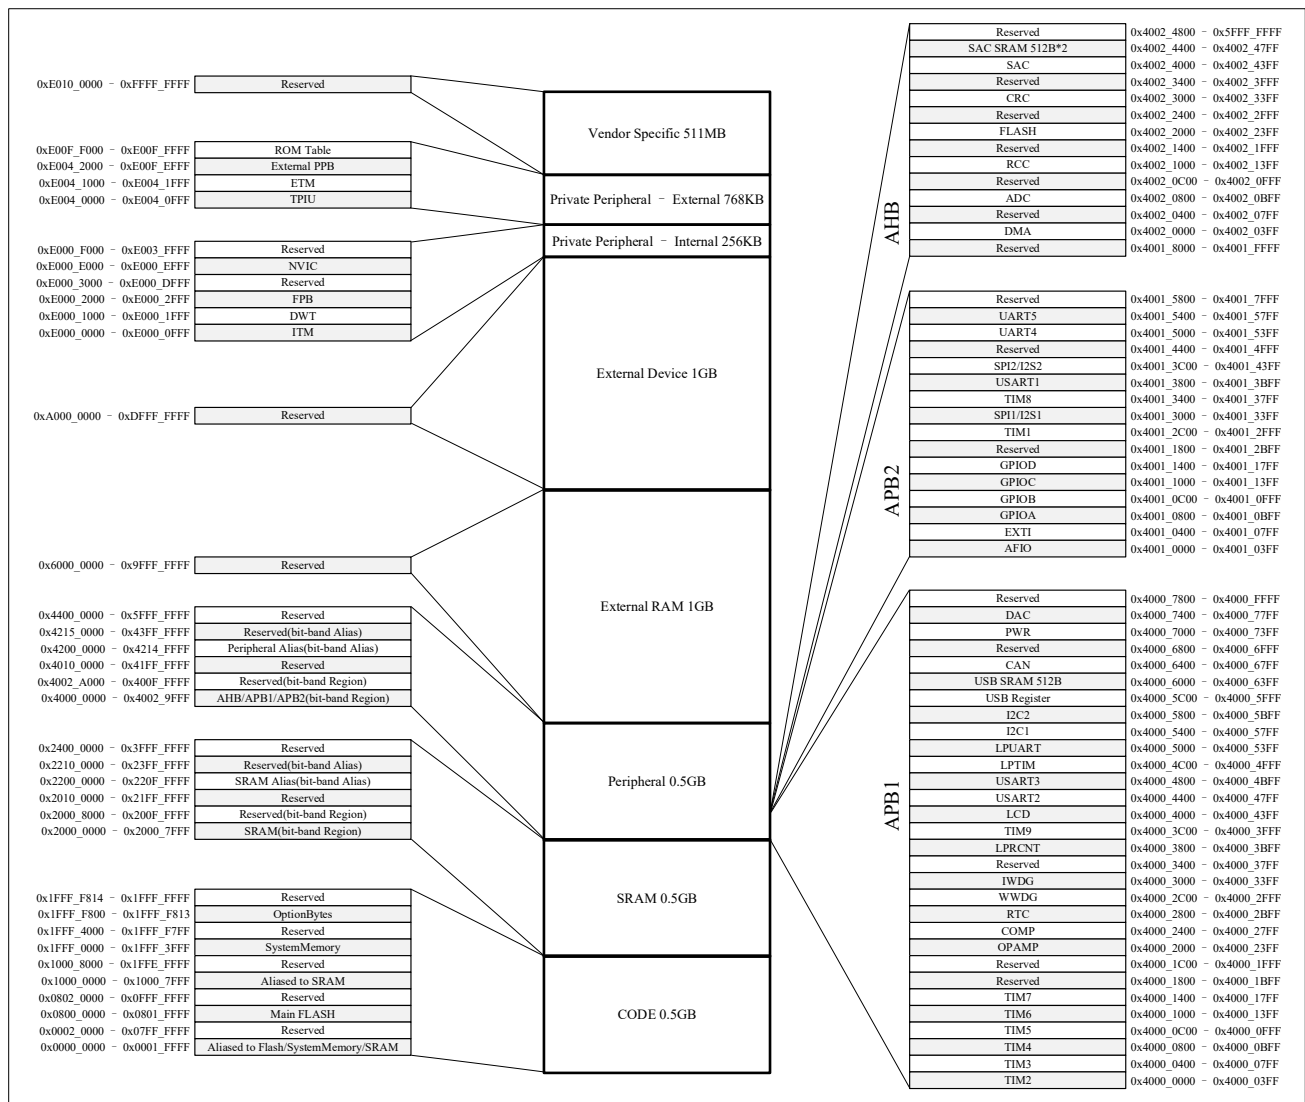 0xE010_0000 - 0xFFFF_FFFF Reserved
0xE00F_F000 - 0xE00F_FFFF ROM Table
0xE004_2000 - 0xE00F_EFFF External PPB
0xE004_1000 - 0xE004_1FFF ETM
0xE004_0000 - 0xE004_0FFF TPIU
0xE000_F000 - 0xE003_FFFF Reserved
0xE000_E000 - 0xE000_EFFF NVIC
0xE000_3000 - 0xE000_DFFF Reserved
0xE000_2000 - 0xE000_2FFF FPB
0xE000_1000 - 0xE000_1FFF DWT
0xE000_0000 - 0xE000_0FFF ITM
0xA000_0000 - 0xDFFF_FFFF Reserved
0x6000_0000 - 0x9FFF_FFFF Reserved
0x4400_0000 - 0x5FFF_FFFF Reserved
0x4215_0000 - 0x43FF_FFFF Reserved(bit-band Alias)
0x4200_0000 - 0x4214_FFFF Peripheral Alias(bit-band Alias)
0x4010_0000 - 0x41FF_FFFF Reserved
0x4002_A000 - 0x400F_FFFF Reserved(bit-band Region)
0x4000_0000 - 0x4002_9FFF AHB/APB1/APB2(bit-band Region)
0x2400_0000 - 0x3FFF_FFFF Reserved
0x2210_0000 - 0x23FF_FFFF Reserved(bit-band Alias)
0x2200_0000 - 0x220F_FFFF SRAM Alias(bit-band Alias)
0x2010_0000 - 0x21FF_FFFF Reserved
0x2000_8000 - 0x200F_FFFF Reserved(bit-band Region)
0x2000_0000 - 0x2000_7FFF SRAM(bit-band Region)
0x1FFF_F814 - 0x1FFF_FFFF Reserved
0x1FFF_F800 - 0x1FFF_F813 OptionBytes
0x1FFF_4000 - 0x1FFF_F7FF Reserved
0x1FFF_0000 - 0x1FFF_3FFF SystemMemory
0x1000_8000 - 0x1FFE_FFFF Reserved
0x1000_0000 - 0x1000_7FFF Aliased to SRAM
0x0802_0000 - 0x0FFF_FFFF Reserved
0x0800_0000 - 0x0801_FFFF Main FLASH
0x0002_0000 - 0x07FF_FFFF Reserved
0x0000_0000 - 0x0001_FFFF Aliased to Flash/SystemMemory/SRAM
Vendor Specific 511MB
Private Peripheral - External 768KB
Private Peripheral - Internal 256KB
External Device 1GB
External RAM 1GB
Peripheral 0.5GB
SRAM 0.5GB
CODE 0.5GB
AHB
Reserved 0x4002_4800 - 0x5FFF_FFFF
SAC SRAM 512B*2 0x4002_4400 - 0x4002_47FF
SAC 0x4002_4000 - 0x4002_43FF
Reserved 0x4002_3400 - 0x4002_3FFF
CRC 0x4002_3000 - 0x4002_33FF
Reserved 0x4002_2400 - 0x4002_2FFF
FLASH 0x4002_2000 - 0x4002_23FF
Reserved 0x4002_1400 - 0x4002_1FFF
RCC 0x4002_1000 - 0x4002_13FF
Reserved 0x4002_0C00 - 0x4002_0FFF
ADC 0x4002_0800 - 0x4002_0BFF
Reserved 0x4002_0400 - 0x4002_07FF
DMA 0x4002_0000 - 0x4002_03FF
Reserved 0x4001_8000 - 0x4001_FFFF
APB2
Reserved 0x4001_5800 - 0x4001_7FFF
UART5 0x4001_5400 - 0x4001_57FF
UART4 0x4001_5000 - 0x4001_53FF
Reserved 0x4001_4400 - 0x4001_4FFF
SPI2/I2S2 0x4001_3C00 - 0x4001_43FF
USART1 0x4001_3800 - 0x4001_3BFF
TIM8 0x4001_3400 - 0x4001_37FF
SPI1/I2S1 0x4001_3000 - 0x4001_33FF
TIM1 0x4001_2C00 - 0x4001_2FFF
Reserved 0x4001_1800 - 0x4001_2BFF
GPIOD 0x4001_1400 - 0x4001_17FF
GPIOC 0x4001_1000 - 0x4001_13FF
GPIOB 0x4001_0C00 - 0x4001_0FFF
GPIOA 0x4001_0800 - 0x4001_0BFF
EXTI 0x4001_0400 - 0x4001_07FF
AFIO 0x4001_0000 - 0x4001_03FF
APB1
Reserved 0x4000_7800 - 0x4000_FFFF
DAC 0x4000_7400 - 0x4000_77FF
PWR 0x4000_7000 - 0x4000_73FF
Reserved 0x4000_6800 - 0x4000_6FFF
CAN 0x4000_6400 - 0x4000_67FF
USB SRAM 512B 0x4000_6000 - 0x4000_63FF
USB Register 0x4000_5C00 - 0x4000_5FFF
I2C2 0x4000_5800 - 0x4000_5BFF
I2C1 0x4000_5400 - 0x4000_57FF
LPUART 0x4000_5000 - 0x4000_53FF
LPTIM 0x4000_4C00 - 0x4000_4FFF
USART3 0x4000_4800 - 0x4000_4BFF
USART2 0x4000_4400 - 0x4000_47FF
LCD 0x4000_4000 - 0x4000_43FF
TIM9 0x4000_3C00 - 0x4000_3FFF
LPRCNT 0x4000_3800 - 0x4000_3BFF
Reserved 0x4000_3400 - 0x4000_37FF
IWDG 0x4000_3000 - 0x4000_33FF
WWDG 0x4000_2C00 - 0x4000_2FFF
RTC 0x4000_2800 - 0x4000_2BFF
COMP 0x4000_2400 - 0x4000_27FF
OPAMP 0x4000_2000 - 0x4000_23FF
Reserved 0x4000_1C00 - 0x4000_1FFF
Reserved 0x4000_1800 - 0x4000_1BFF
TIM7 0x4000_1400 - 0x4000_17FF
TIM6 0x4000_1000 - 0x4000_13FF
TIM5 0x4000_0C00 - 0x4000_0FFF
TIM4 0x4000_0800 - 0x4000_0BFF
TIM3 0x4000_0400 - 0x4000_07FF
TIM2 0x4000_0000 - 0x4000_03FF